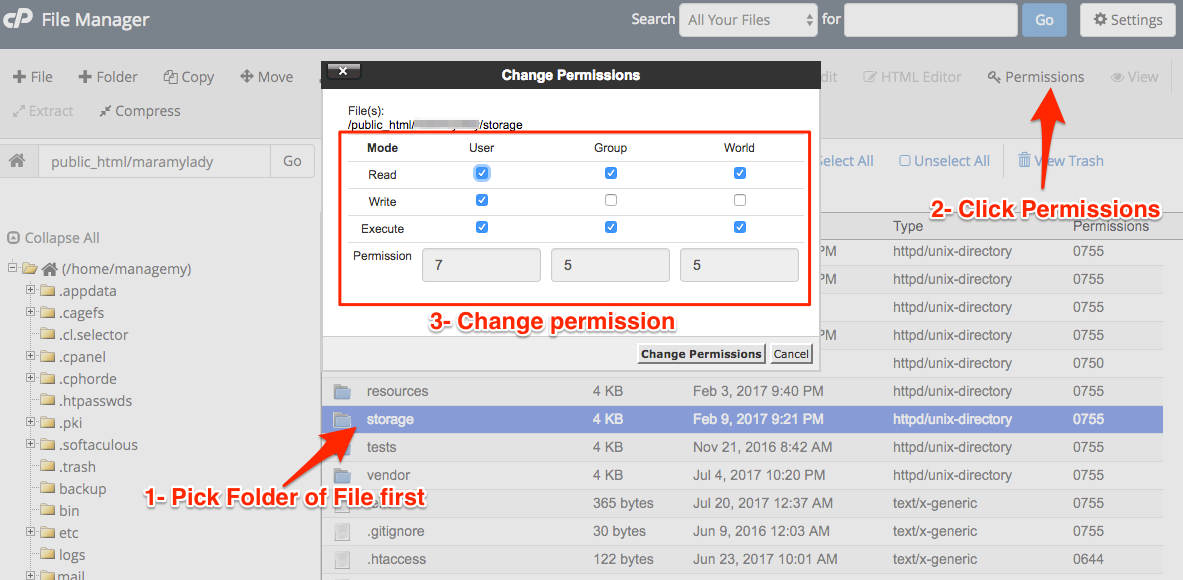 cP File Manager
Search All Your Files for Go Settings
File Folder Copy Move dit HTML Editor Permissions View
Extract Compress
Change Permissions
File(s):
/public_html/ /storage
Mode User Group World
Read
Write
Execute
Permission 7 5 5
3- Change permission
Change Permissions Cancel
public_html/maramylady Go
Select All Unselect All View Trash
2- Click Permissions
Collapse All
(/home/managemy)
.appdata
.cagefs
.cl.selector
.cpanel
.cphorde
.htpasswds
.pki
.softaculous
.trash
backup
bin
etc
logs
mail
Type Permissions
PM httpd/unix-directory 0755
PM httpd/unix-directory 0755
httpd/unix-directory 0755
PM httpd/unix-directory 0755
httpd/unix-directory 0750
resources 4 KB Feb 3, 2017 9:40 PM httpd/unix-directory 0755
storage 4 KB Feb 9, 2017 9:21 PM httpd/unix-directory 0755
tests 4 KB Nov 21, 2016 8:42 AM httpd/unix-directory 0755
vendor 4 KB Jul 4, 2017 10:20 PM httpd/unix-directory 0755
1- Pick Folder of File first
365 bytes Jul 20, 2017 12:37 AM text/x-generic 0755
.gitignore 30 bytes Jun 9, 2016 12:03 AM text/x-generic 0755
.htaccess 122 bytes Jun 23, 2017 10:01 AM text/x-generic 0644